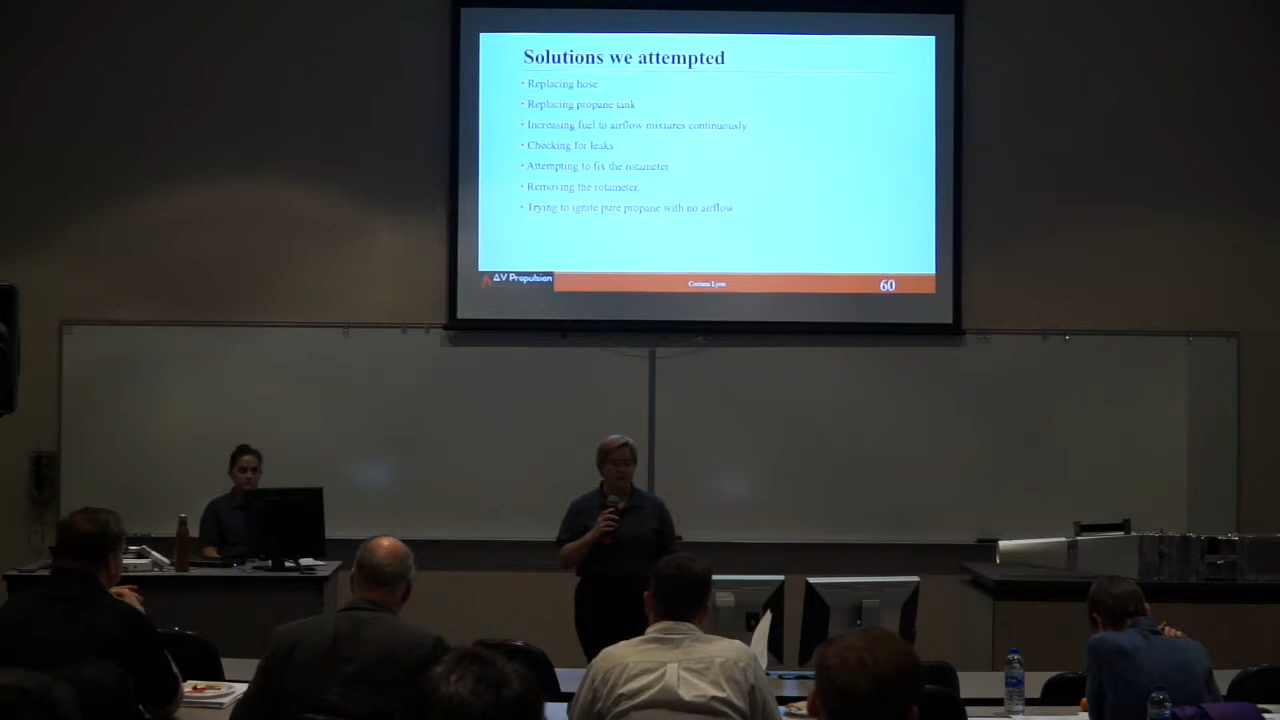 Solutions we attempted
• Replacing hose
• Replacing propane tank
• Increasing fuel to airflow mixtures continuously
• Checking for leaks
• Attempting to fix the rotameter
• Removing the rotameter.
• Trying to ignite pure propane with no airflow
ΔV Propulsion
60